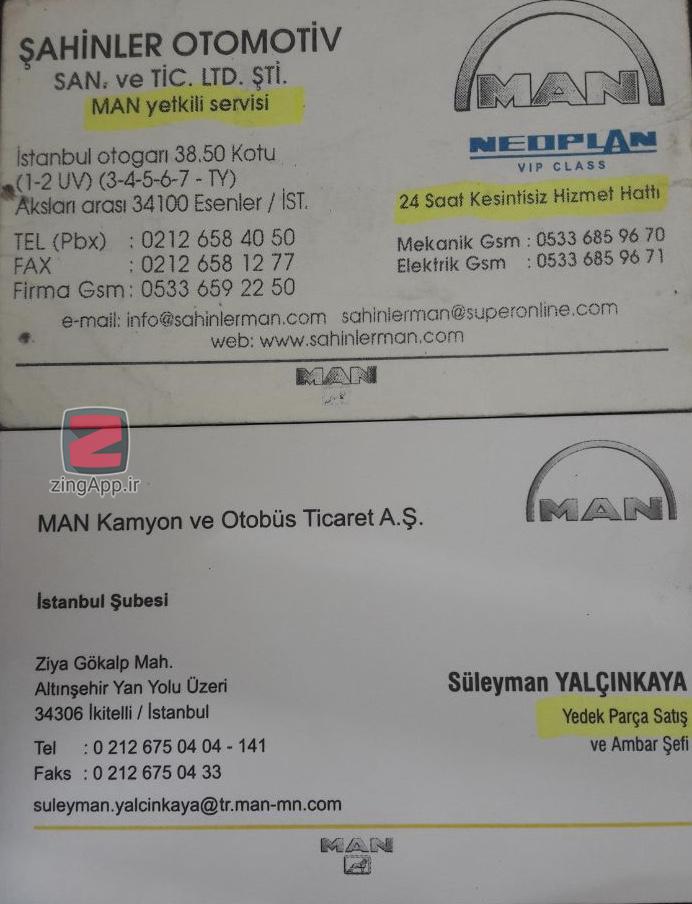 ŞAHİNLER OTOMOTİV
SAN. ve TİC. LTD. ŞTİ.
MAN yetkili servisi
MAN
NEOPLAN
VIP CLASS
İstanbul otogarı 38.50 Kotu
(1-2 UV) (3-4-5-6-7 - TY)
Aksları arası 34100 Esenler / İST.
24 Saat Kesintisiz Hizmet Hattı
TEL (Pbx) : 0212 658 40 50
FAX : 0212 658 12 77
Firma Gsm : 0533 659 22 50
Mekanik Gsm : 0533 685 96 70
Elektrik Gsm : 0533 685 96 71
e-mail: info@sahinlerman.com sahinlerman@superonline.com
web: www.sahinlerman.com
MAN
zingApp.ir
MAN
MAN Kamyon ve Otobüs Ticaret A.Ş.
İstanbul Şubesi
Ziya Gökalp Mah.
Altınşehir Yan Yolu Üzeri
34306 İkitelli / İstanbul
Süleyman YALÇINKAYA
Yedek Parça Satış
ve Ambar Şefi
Tel : 0 212 675 04 04 - 141
Faks : 0 212 675 04 33
suleyman.yalcinkaya@tr.man-mn.com
MAN